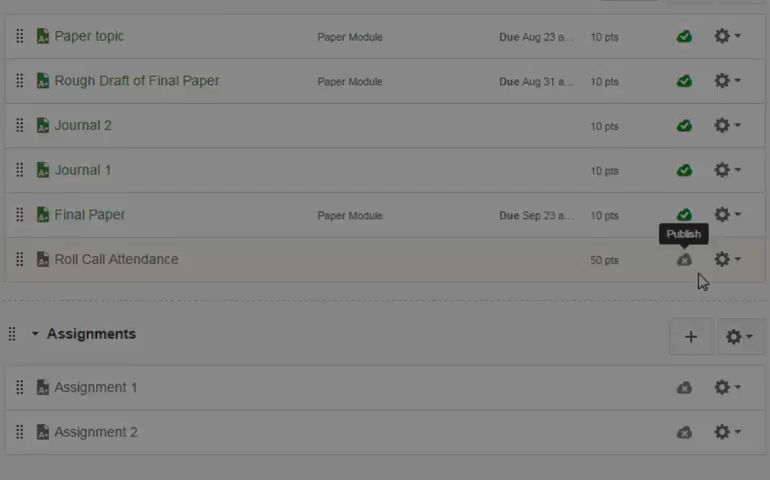 Paper topic Paper Module Due Aug 23 a... 10 pts
Rough Draft of Final Paper Paper Module Due Aug 31 a... 10 pts
Journal 2 10 pts
Journal 1 10 pts
Final Paper Paper Module Due Sep 23 a... 10 pts
Publish
Roll Call Attendance 50 pts
Assignments
Assignment 1
Assignment 2